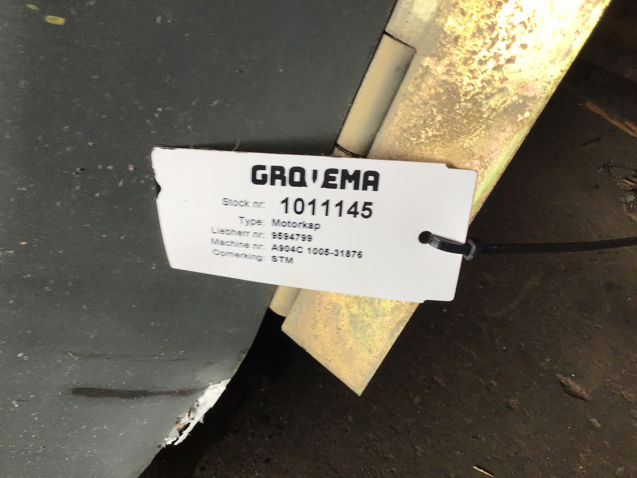 GROVEMA
Stock nr: 1011145
Type: Motorkap
Liebherr nr: 9594799
Machine nr: A904C 1005-31876
Opmerking: STM